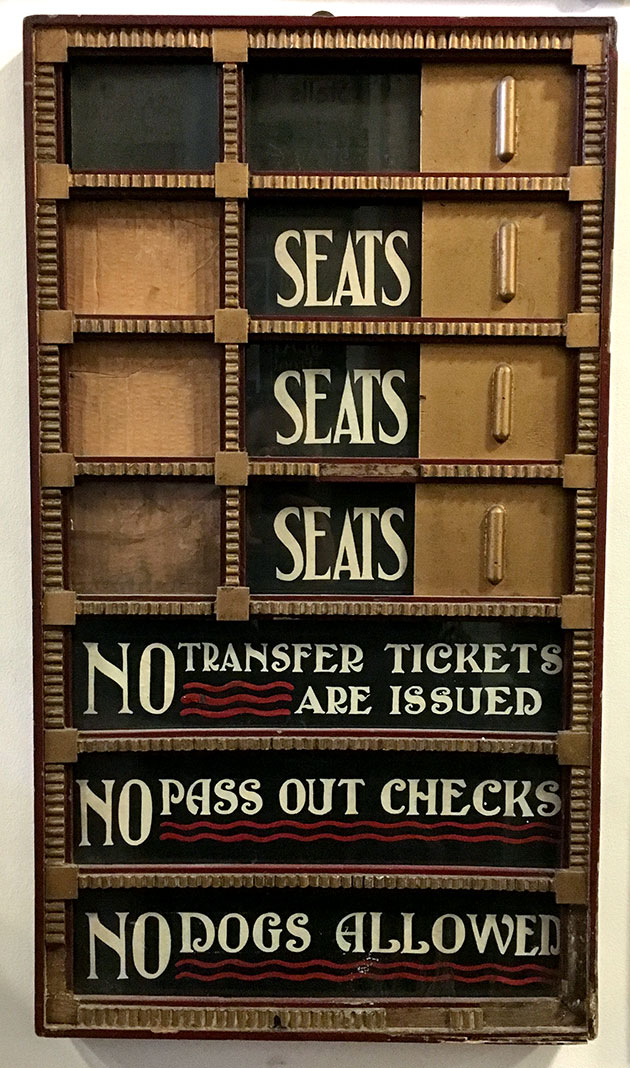 SEATS
SEATS
SEATS
NO TRANSFER TICKETS
ARE ISSUED
NO PASS OUT CHECKS
NO DOGS ALLOWED